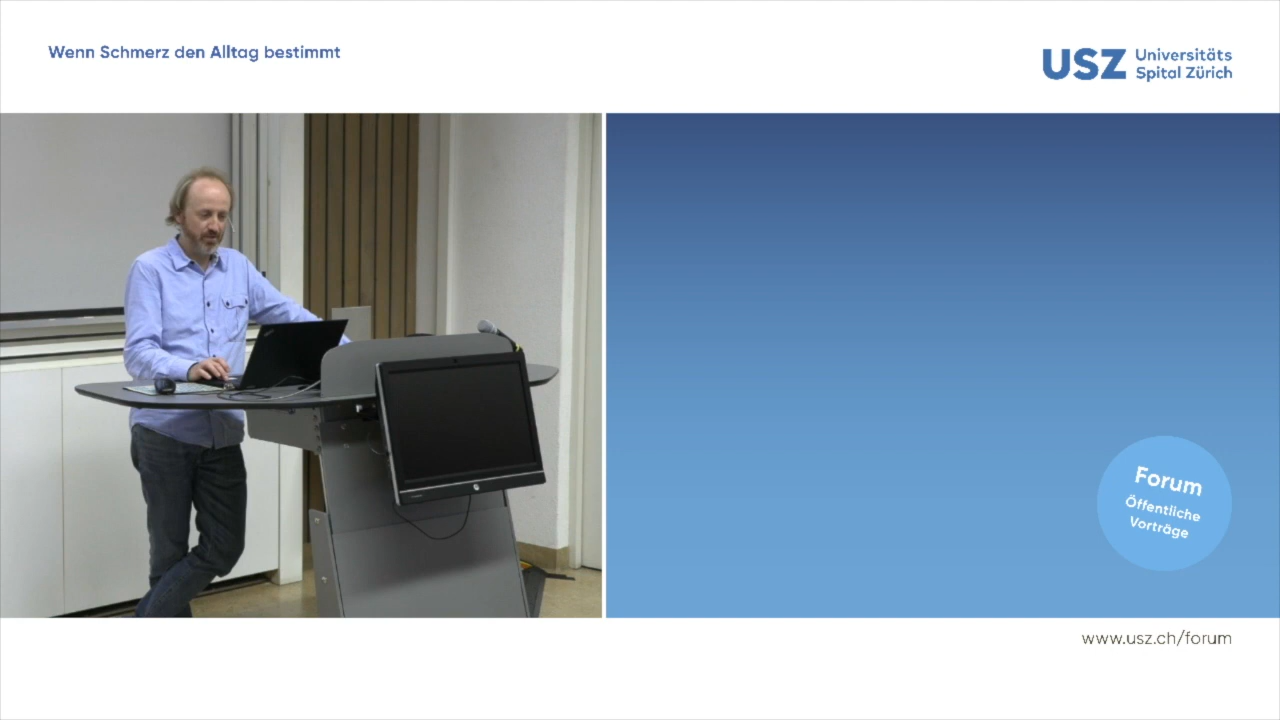 Wenn Schmerz den Alltag bestimmt
USZ
Universitäts
Spital Zürich
Forum
Öffentliche
Vorträge
www.usz.ch/forum